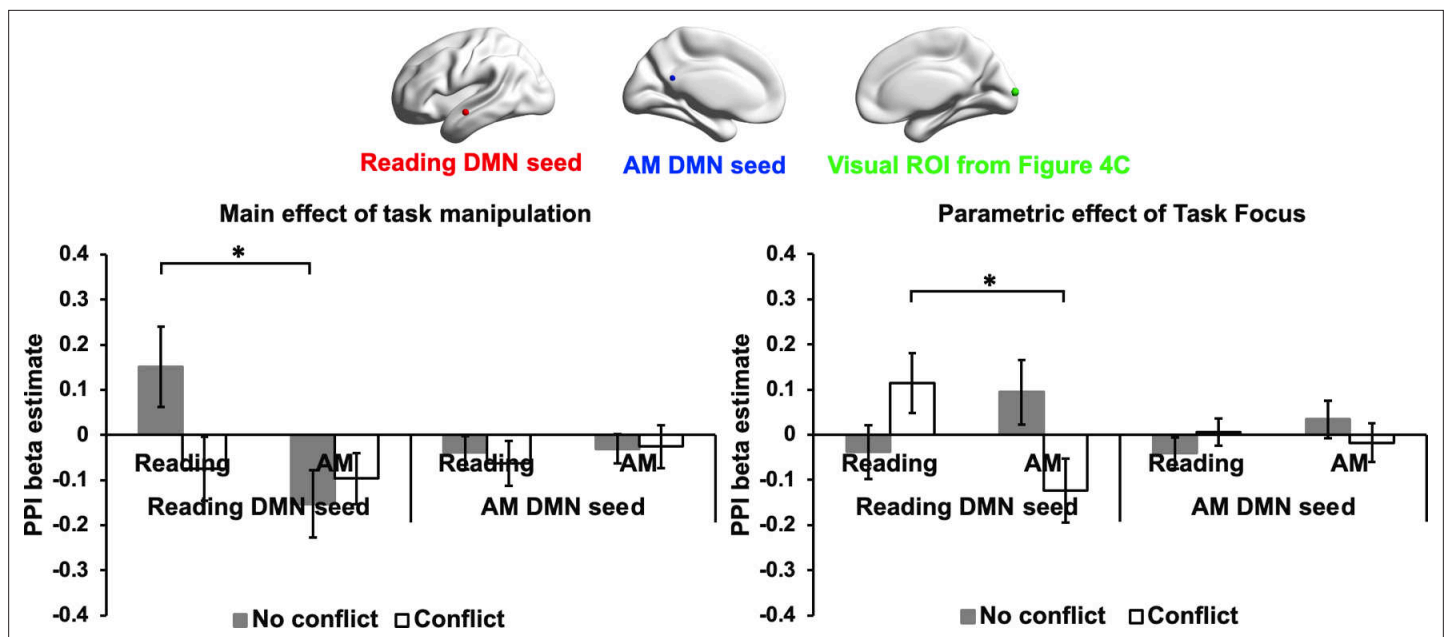 Reading DMN seed AM DMN seed Visual ROI from Figure 4C
Main effect of task manipulation
PPI beta estimate
0.4
0.3
0.2
0.1
0
-0.1
-0.2
-0.3
-0.4
*
Reading AM Reading AM
Reading DMN seed AM DMN seed
No conflict Conflict
Parametric effect of Task Focus
PPI beta estimate
0.4
0.3
0.2
0.1
0
-0.1
-0.2
-0.3
-0.4
*
Reading AM Reading AM
Reading DMN seed AM DMN seed
No conflict Conflict